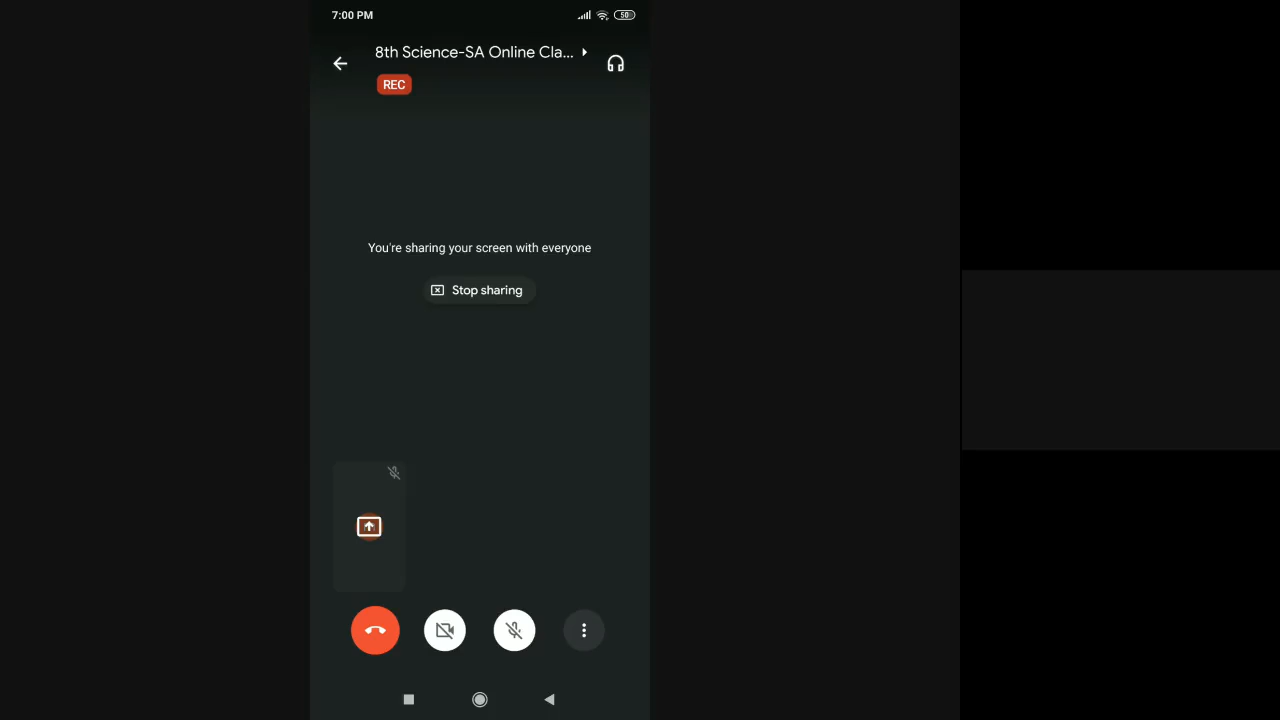 7:00 PM
50
8th Science-SA Online Cla...
REC
You're sharing your screen with everyone
Stop sharing